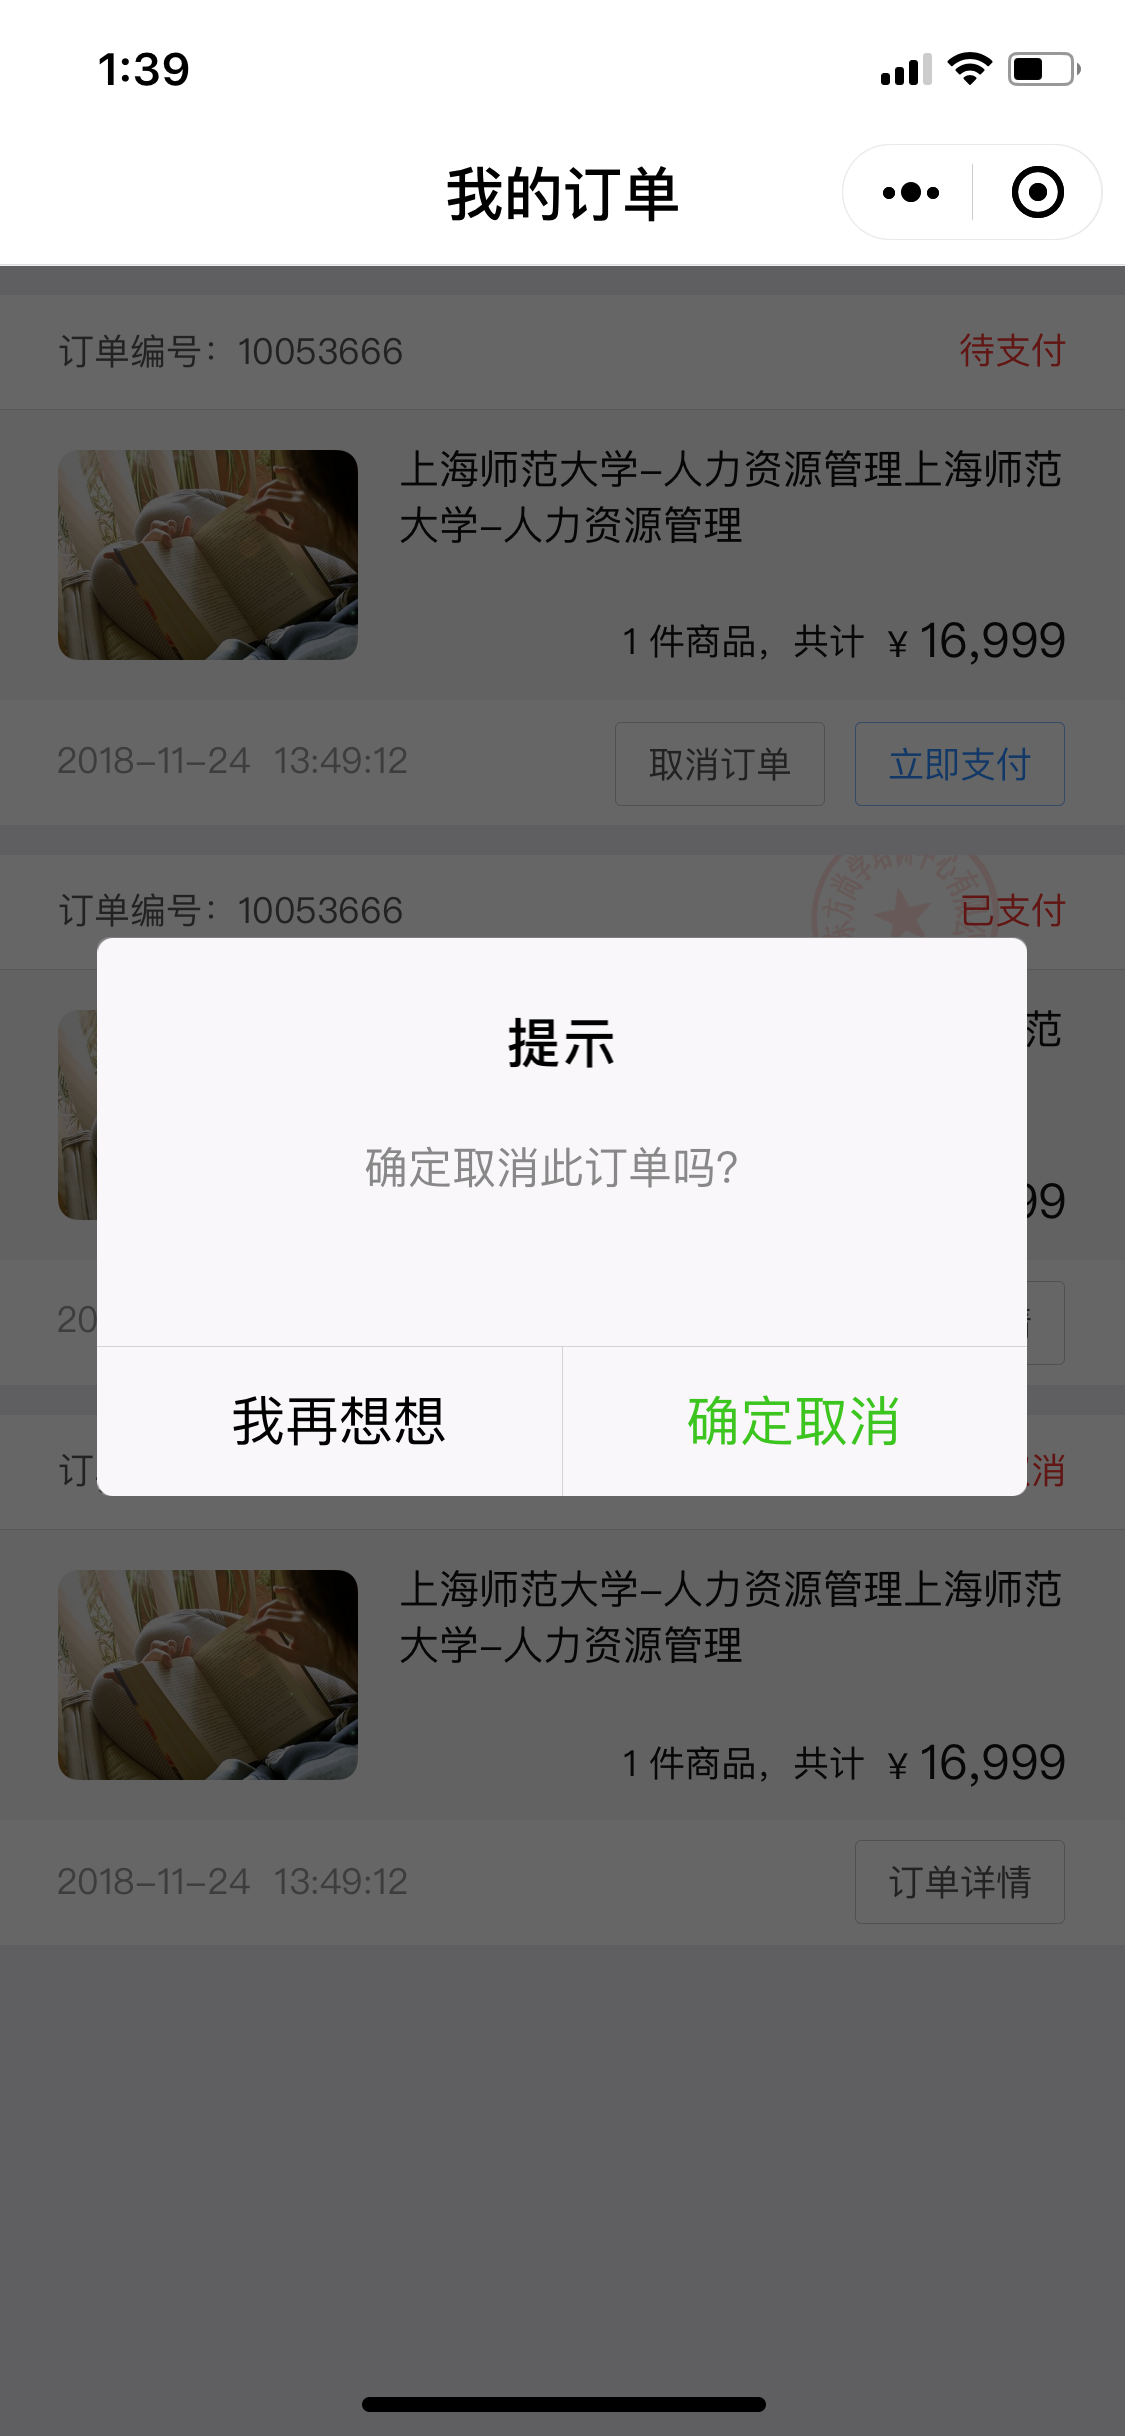 1:39
我的订单
订单编号：10053666
待支付
上海师范大学–人力资源管理上海师范
大学–人力资源管理
1 件商品，共计 ¥ 16,999
2018–11–24 13:49:12
取消订单
立即支付
订单编号：10053666
已支付
范
提示
确定取消此订单吗?
99
20
我再想想
确定取消
订
消
上海师范大学–人力资源管理上海师范
大学–人力资源管理
1 件商品，共计 ¥ 16,999
2018–11–24 13:49:12
订单详情